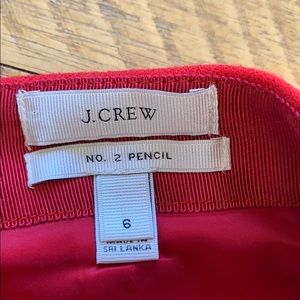 J.CREW
NO. 2 PENCIL
6
MADE IN
SRI LANKA